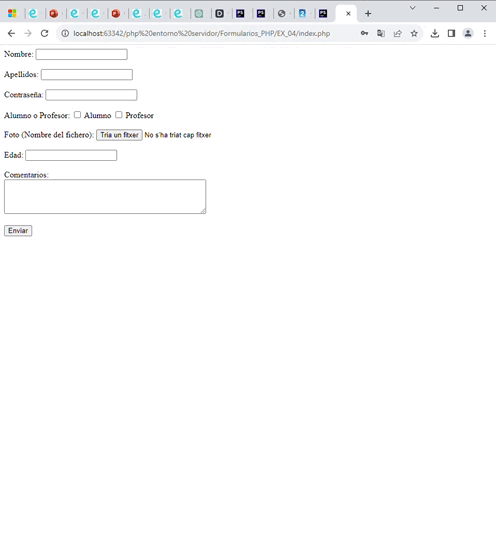 localhost:63342/php%20entorno%20servidor/Formularios_PHP/EX_04/index.php
Nombre:
Apellidos:
Contraseña:
Alumno o Profesor: Alumno Profesor
Foto (Nombre del fichero): Tria un fitxer No s'ha triat cap fitxer
Edad:
Comentarios:
Enviar